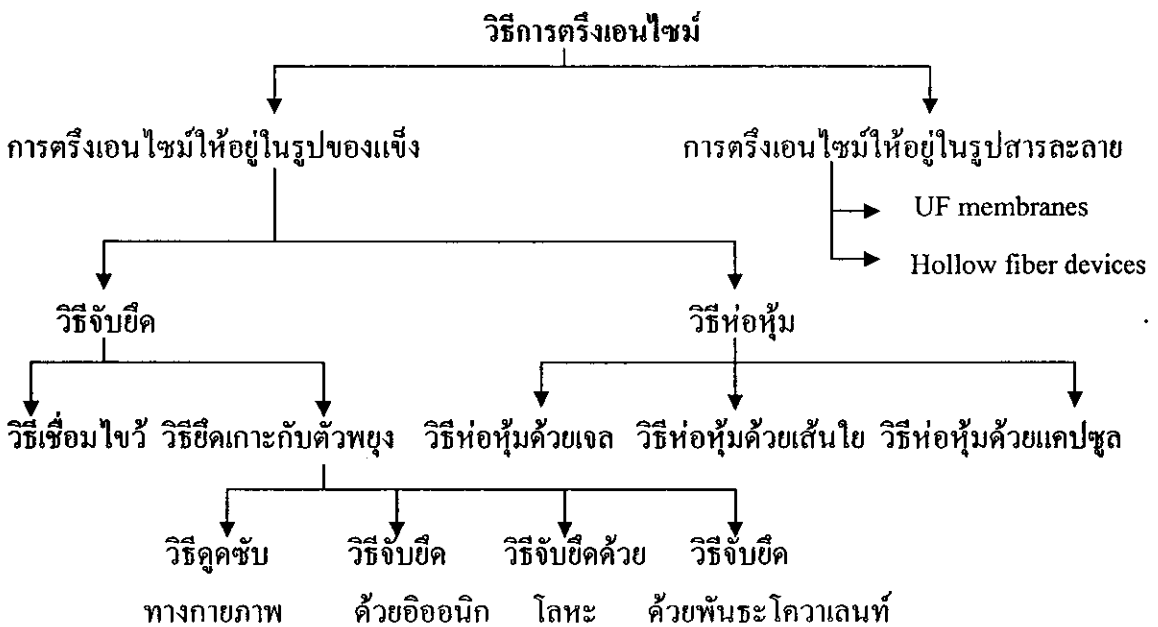 วิธีการตรึงเอนไซม์
การตรึงเอนไซม์ให้อยู่ในรูปของแข็ง การตรึงเอนไซม์ให้อยู่ในรูปสารละลาย
UF membranes
Hollow fiber devices
วิธีจับยึด วิธีห่อหุ้ม
วิธีเชื่อมไขว้ วิธียึดเกาะกับตัวพยุง วิธีห่อหุ้มด้วยเจล วิธีห่อหุ้มด้วยเส้นใย วิธีห่อหุ้มด้วยแคปซูล
วิธีดูดซับ วิธีจับยึด วิธีจับยึดด้วย วิธีจับยึด
ทางกายภาพ ด้วยอิออนิก โลหะ ด้วยพันธะโควาเลนท์